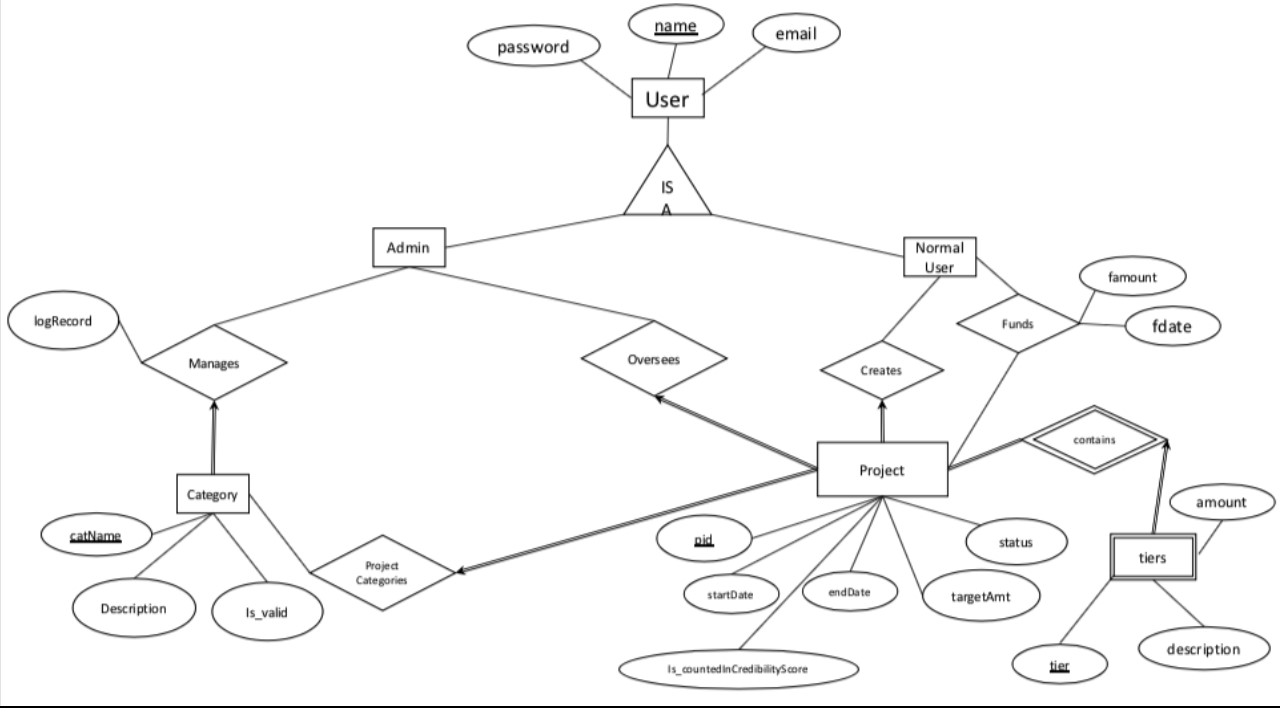 name
password
email
User
IS
A
Admin
Normal
User
famount
logRecord
Funds
fdate
Manages
Oversees
Creates
contains
Project
Category
amount
catName
pid
status
tiers
Project
Categories
startDate
endDate
targetAmt
Description
Is_valid
description
tier
Is_countedInCredibilityScore